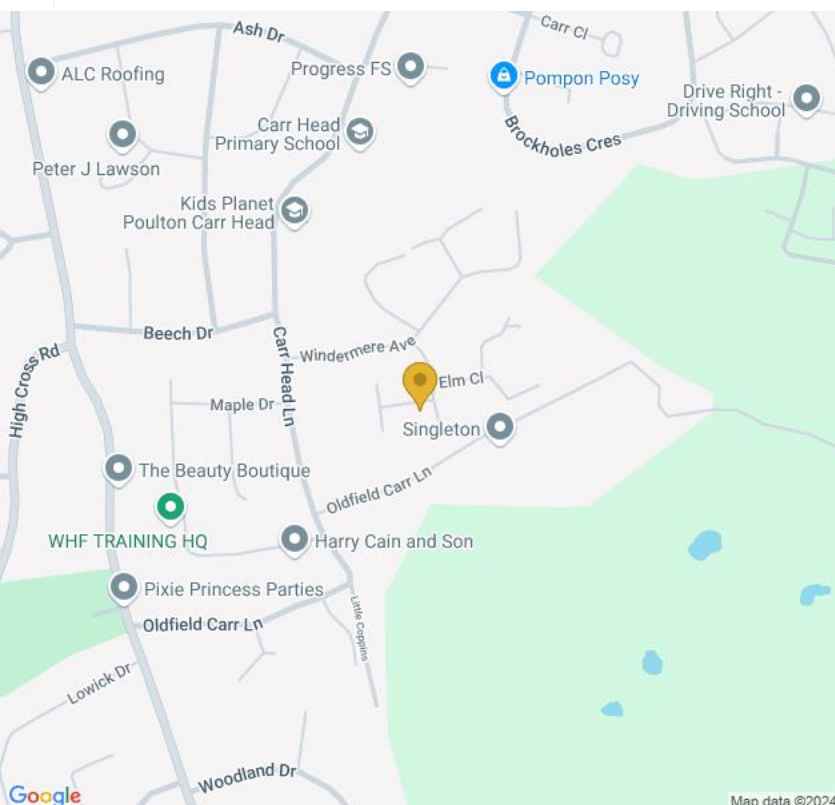 Carr Cl
Ash Dr
Progress FS
ALC Roofing
Pompon Posy
Drive Right -
Driving School
Carr Head
Primary School
Brockholes Cres
Peter J Lawson
Kids Planet
Poulton Carr Head
Beech Dr
Windermere Ave
High Cross Rd
Carr Head Ln
Elm Cl
Maple Dr
Singleton
The Beauty Boutique
Oldfield Carr Ln
WHF TRAINING HQ
Harry Cain and Son
Pixie Princess Parties
Little Coppins
Oldfield Carr Ln
Lowick Dr
Woodland Dr
Google
Map data ©2024